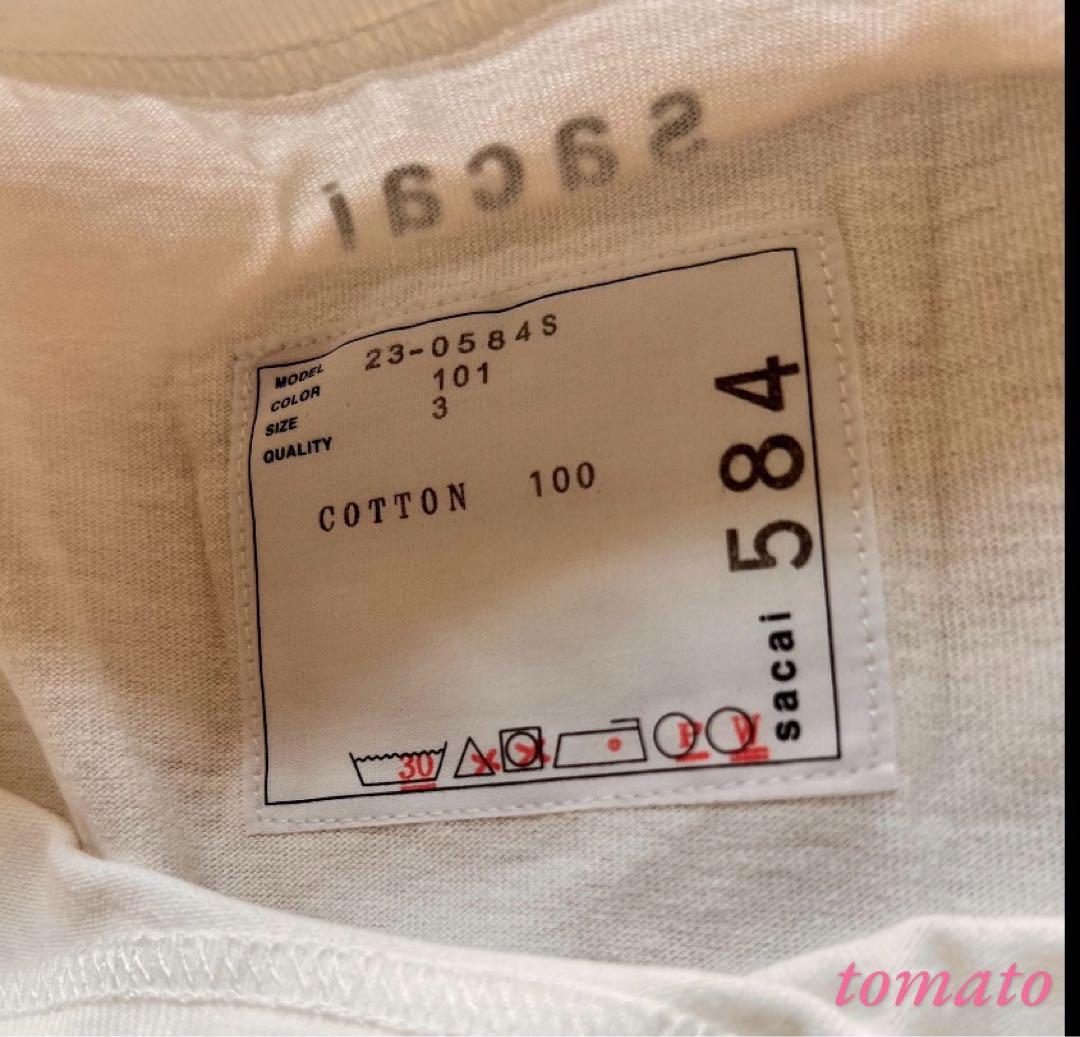 sacai
MODEL 23-0584S
COLOR 101
SIZE 3
QUALITY
COTTON 100
sacai 584
30
P
W
tomato